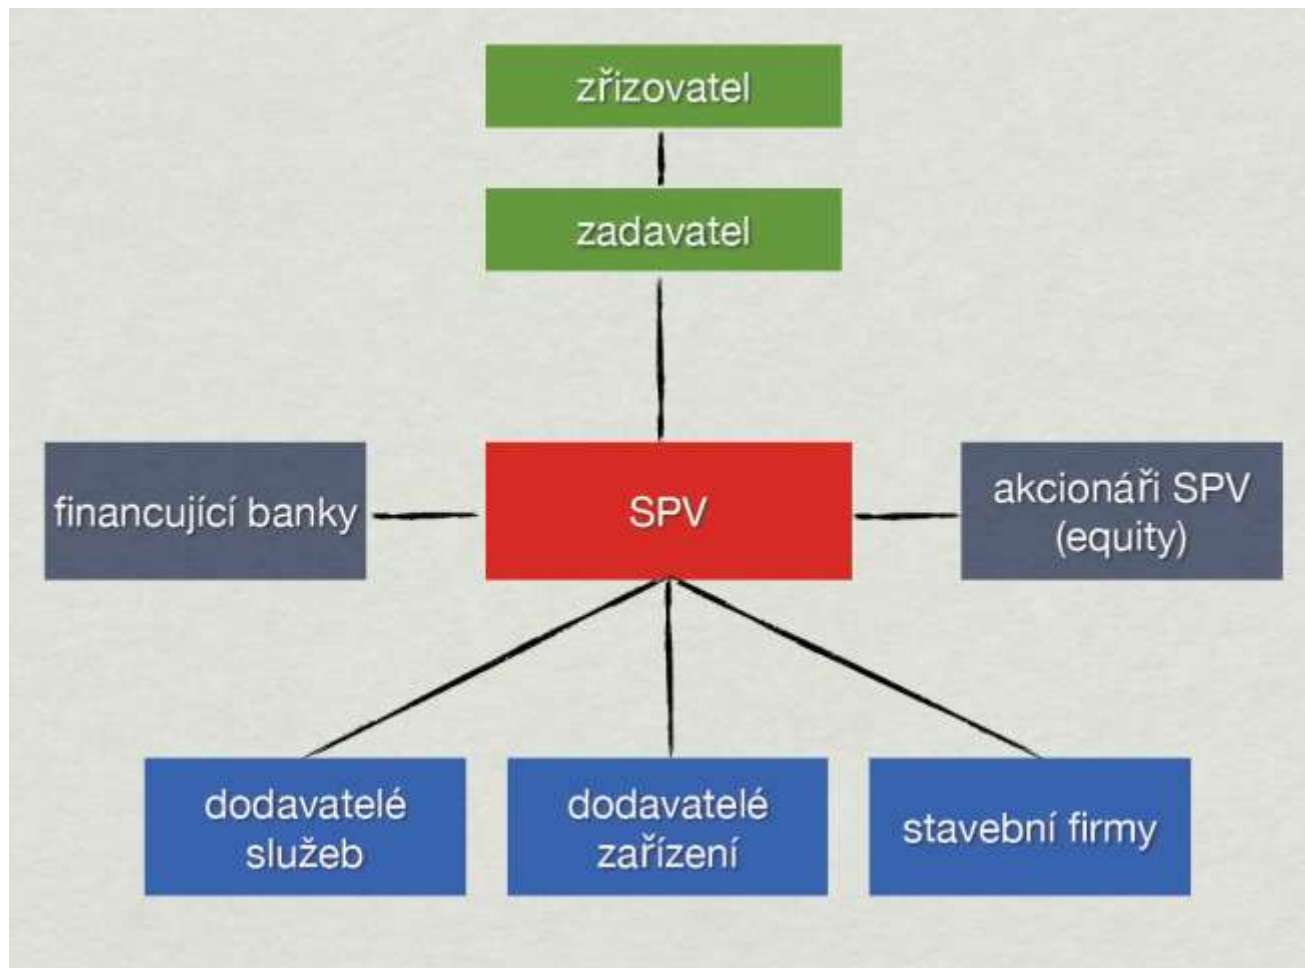 zřizovatel
zadavatel
financující banky
SPV
akcionáři SPV
(equity)
dodavatelé
služeb
dodavatelé
zařízení
stavební firmy